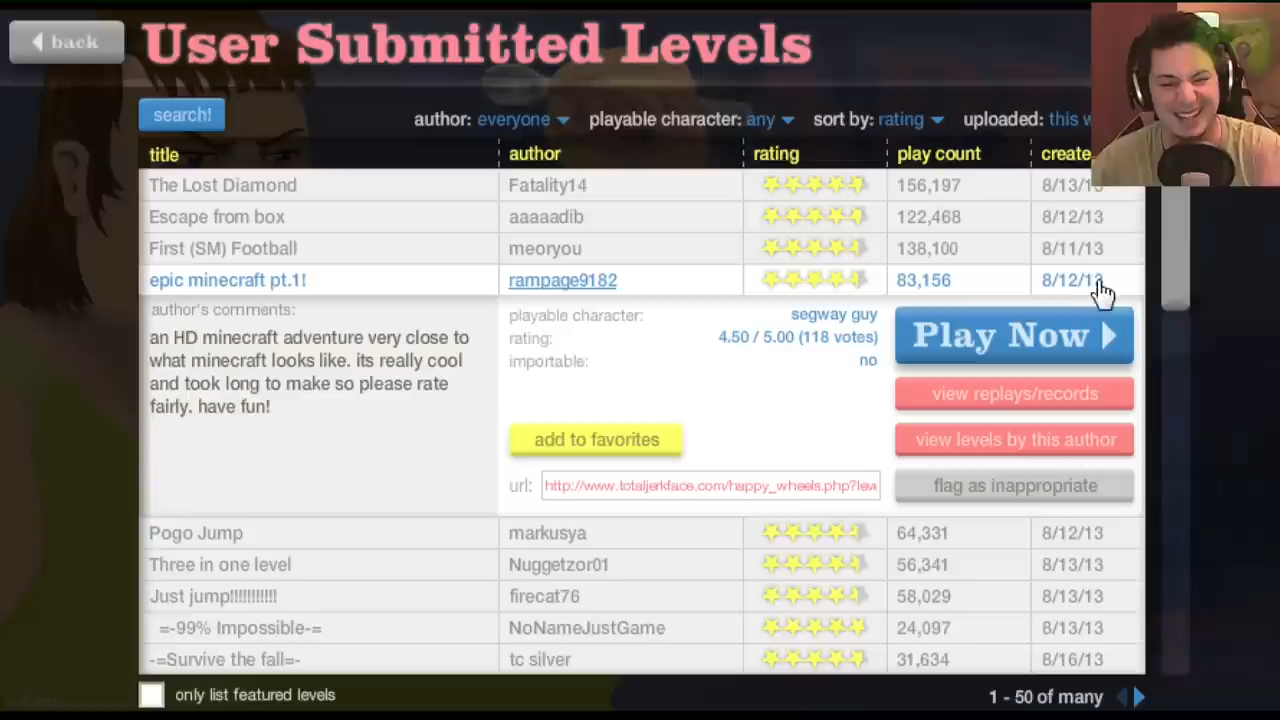 back
User Submitted Levels
search!
author: everyone
playable character: any
sort by: rating
uploaded: this
title author rating play count create
The Lost Diamond Fatality14 156,197 8/13/13
Escape from box aaaaadib 122,468 8/12/13
First (SM) Football meoryou 138,100 8/11/13
epic minecraft pt.1! rampage9182 83,156 8/12/13
author's comments:
an HD minecraft adventure very close to
what minecraft looks like. its really cool
and took long to make so please rate
fairly. have fun!
playable character: segway guy
rating: 4.50 / 5.00 (118 votes)
importable: no
add to favorites
url: http://www.totaljerkface.com/happy_wheels.php?leve
Play Now
view replays/records
view levels by this author
flag as inappropriate
Pogo Jump markusya 64,331 8/12/13
Three in one level Nuggetzor01 56,341 8/13/13
Just jump!!!!!!!!!!! firecat76 58,029 8/13/13
=-99% Impossible-= NoNameJustGame 24,097 8/13/13
-=Survive the fall=- tc silver 31,634 8/16/13
only list featured levels
1 - 50 of many